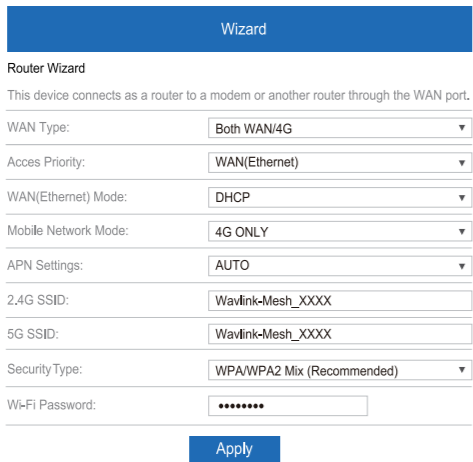 Wizard
Router Wizard
This device connects as a router to a modem or another router through the WAN port.
WAN Type: Both WAN/4G
Acces Priority: WAN(Ethernet)
WAN(Ethernet) Mode: DHCP
Mobile Network Mode: 4G ONLY
APN Settings: AUTO
2.4G SSID: Wavlink-Mesh_XXXX
5G SSID: Wavlink-Mesh_XXXX
Security Type: WPA/WPA2 Mix (Recommended)
Wi-Fi Password: ••••••••
Apply